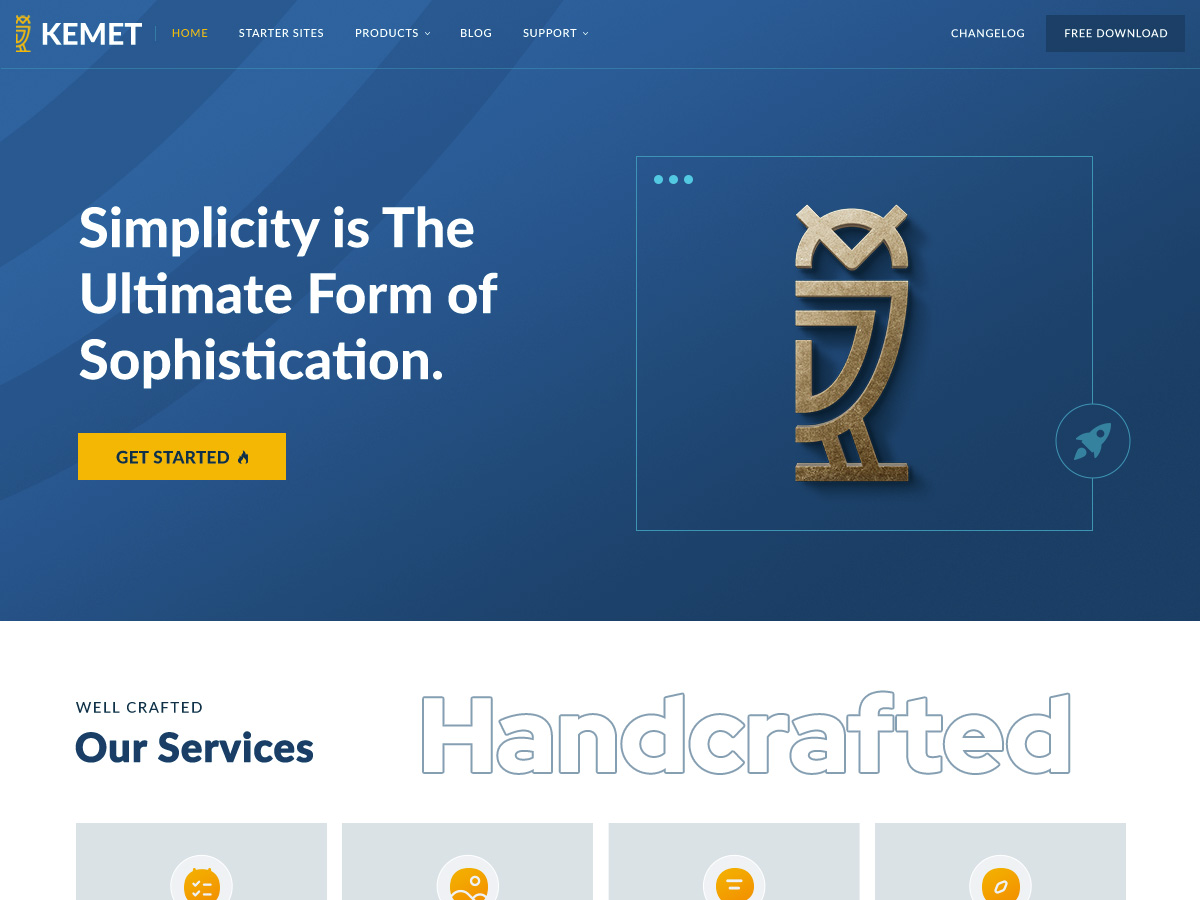 KEMET
HOME
STARTER SITES
PRODUCTS
BLOG
SUPPORT
CHANGELOG
FREE DOWNLOAD
Simplicity is The
Ultimate Form of
Sophistication.
GET STARTED
WELL CRAFTED
Our Services
Handcrafted